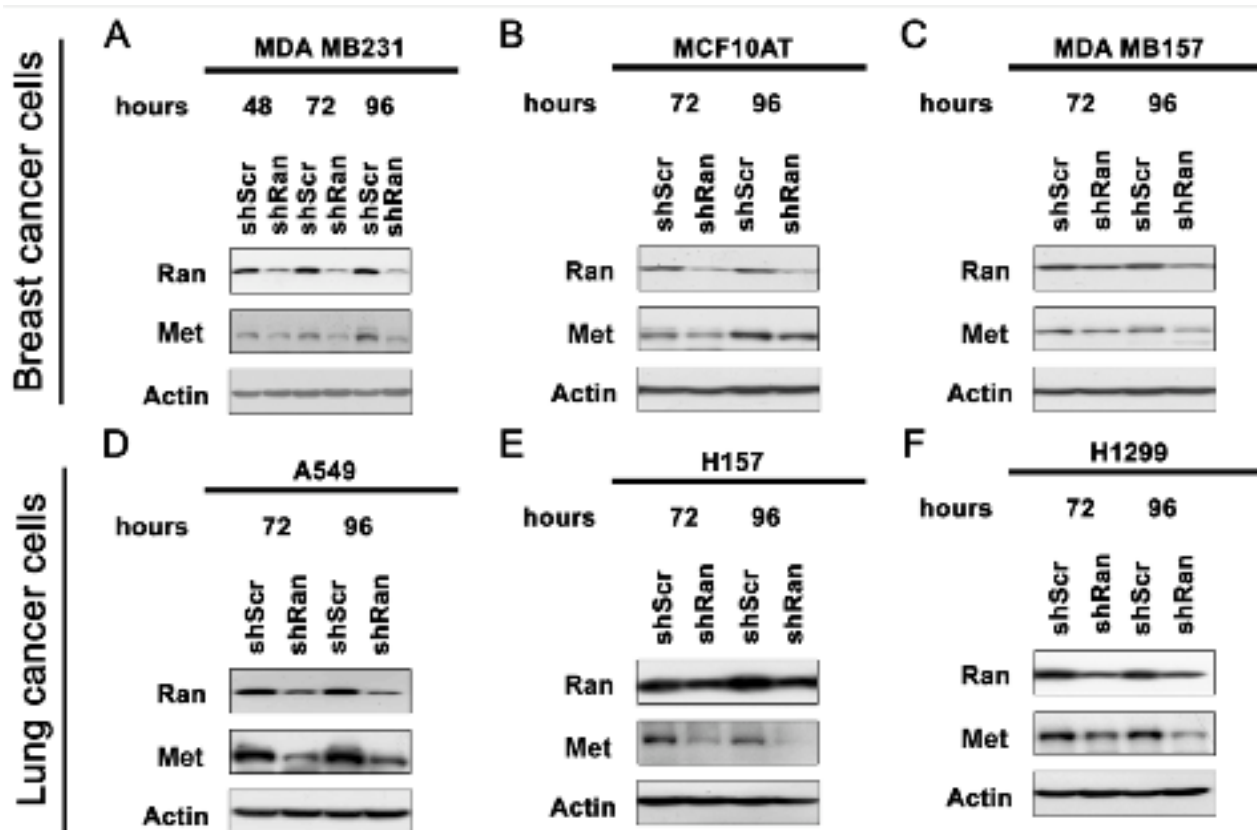 Breast cancer cells
A
MDA MB231
hours 48 72 96
shScr shRan shScr shRan shScr shRan
Ran
Met
Actin
B
MCF10AT
hours 72 96
shScr shRan shScr shRan
Ran
Met
Actin
C
MDA MB157
hours 72 96
shScr shRan shScr shRan
Ran
Met
Actin
Lung cancer cells
D
A549
hours 72 96
shScr shRan shScr shRan
Ran
Met
Actin
E
H157
hours 72 96
shScr shRan shScr shRan
Ran
Met
Actin
F
H1299
hours 72 96
shScr shRan shScr shRan
Ran
Met
Actin